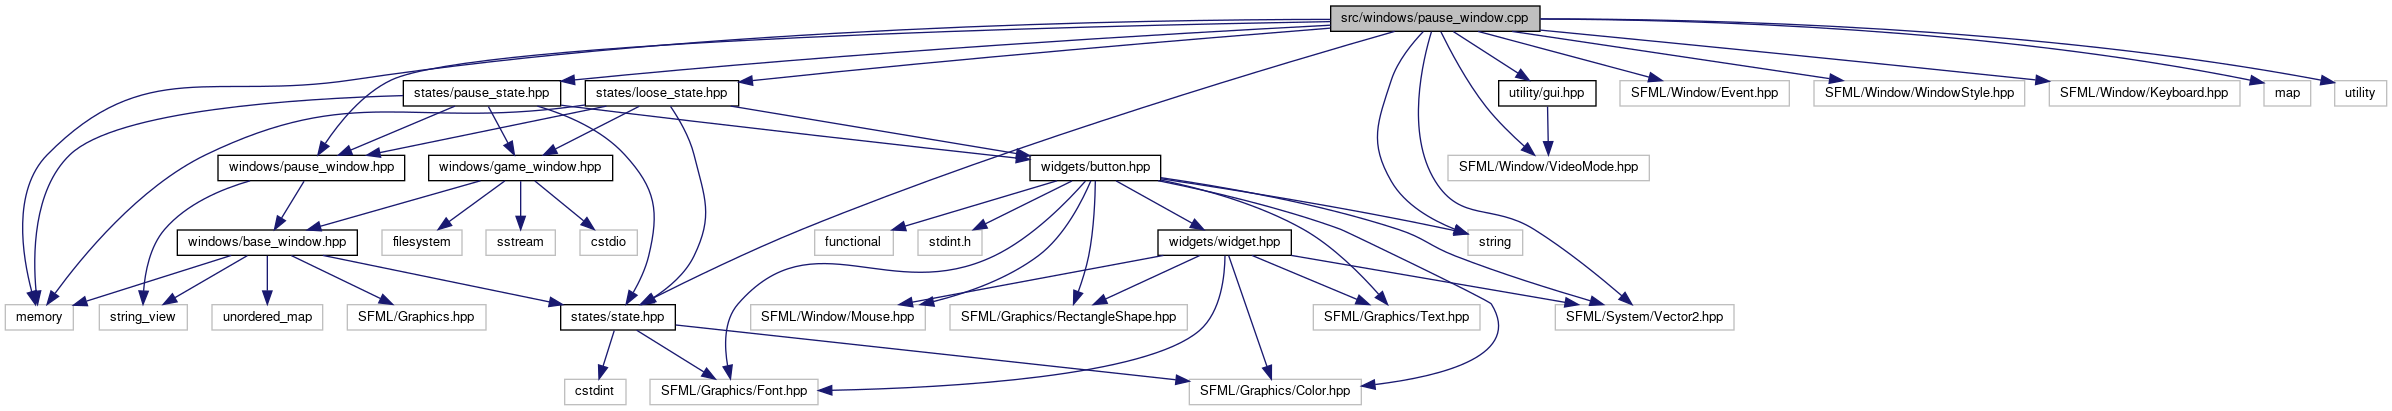 src/windows/pause_window.cpp
states/pause_state.hpp
states/loose_state.hpp
utility/gui.hpp
SFML/Window/Event.hpp
SFML/Window/WindowStyle.hpp
SFML/Window/Keyboard.hpp
map
utility
windows/pause_window.hpp
windows/game_window.hpp
widgets/button.hpp
SFML/Window/VideoMode.hpp
windows/base_window.hpp
filesystem
sstream
cstdio
functional
stdint.h
widgets/widget.hpp
string
memory
string_view
unordered_map
SFML/Graphics.hpp
states/state.hpp
SFML/Window/Mouse.hpp
SFML/Graphics/RectangleShape.hpp
SFML/Graphics/Text.hpp
SFML/System/Vector2.hpp
cstdint
SFML/Graphics/Font.hpp
SFML/Graphics/Color.hpp